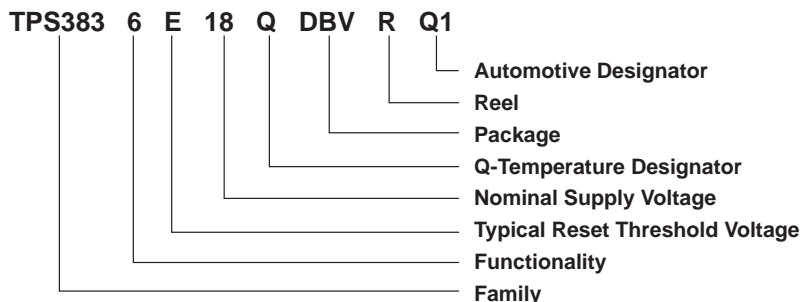 TPS383 6 E 18 Q DBV R Q1
Automotive Designator
Reel
Package
Q-Temperature Designator
Nominal Supply Voltage
Typical Reset Threshold Voltage
Functionality
Family